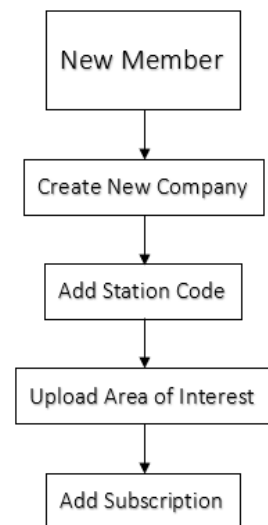 New Member
Create New Company
Add Station Code
Upload Area of Interest
Add Subscription